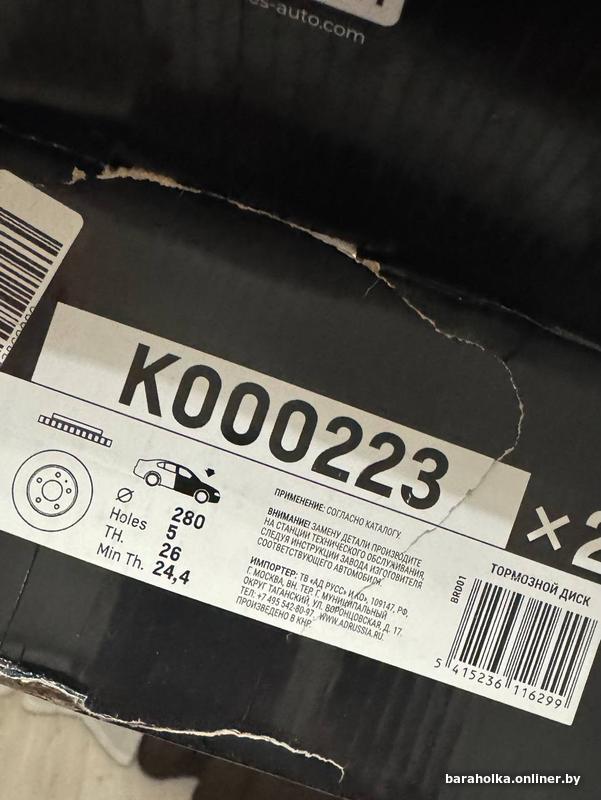 es-auto.com
K000223
×2
Ø 280
Holes 5
TH. 26
Min Th. 24,4
ПРИМЕНЕНИЕ: СОГЛАСНО КАТАЛОГУ.
ВНИМАНИЕ! ЗАМЕНУ ДЕТАЛИ ПРОИЗВОДИТЕ
НА СТАНЦИИ ТЕХНИЧЕСКОГО ОБСЛУЖИВАНИЯ,
СЛЕДУЯ ИНСТРУКЦИИ ЗАВОДА ИЗГОТОВИТЕЛЯ
СООТВЕТСТВУЮЩЕГО АВТОМОБИЛЯ.
ИМПОРТЕР: ТВ «АД РУСС» И КО», 109147, РФ,
Г. МОСКВА, ВН. ТЕР. Г. МУНИЦИПАЛЬНЫЙ
ОКРУГ ТАГАНСКИЙ, УЛ. ВОРОНЦОВСКАЯ, Д. 17.
ТЕЛ: +7 495 542-80-97. WWW.ADRUSSIA.RU.
ПРОИЗВЕДЕНО В КНР.
ТОРМОЗНОЙ ДИСК
BR001
5 415236 116299
baraholka.onliner.by